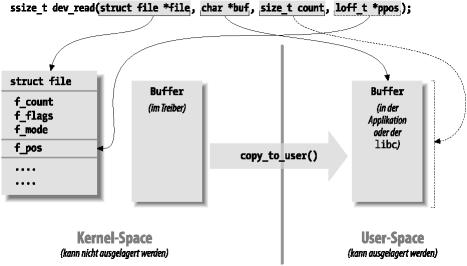 ssize_t dev_read(struct file *file, char *buf, size_t count, loff_t *ppos);
struct file
f_count
f_flags
f_mode
f_pos
....
....
Buffer
(im Treiber)
copy_to_user()
Buffer
(in der
Applikation
oder der
libc)
Kernel-Space
(kann nicht ausgelagert werden)
User-Space
(kann ausgelagert werden)